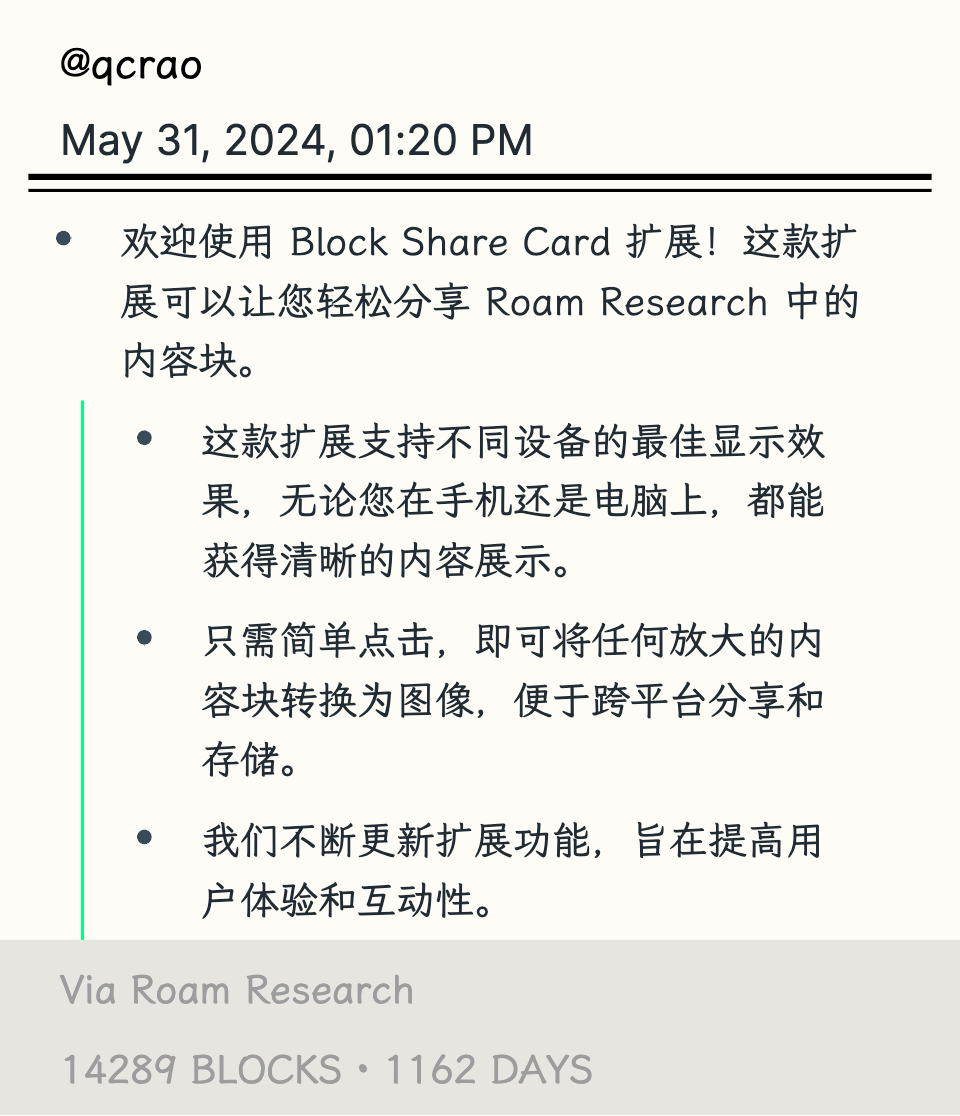 @qcrao
May 31, 2024, 01:20 PM
欢迎使用 Block Share Card 扩展！这款扩
展可以让您轻松分享 Roam Research 中的
内容块。
这款扩展支持不同设备的最佳显示效
果，无论您在手机还是电脑上，都能
获得清晰的内容展示。
只需简单点击，即可将任何放大的内
容块转换为图像，便于跨平台分享和
存储。
我们不断更新扩展功能，旨在提高用
户体验和互动性。
Via Roam Research
14289 BLOCKS • 1162 DAYS